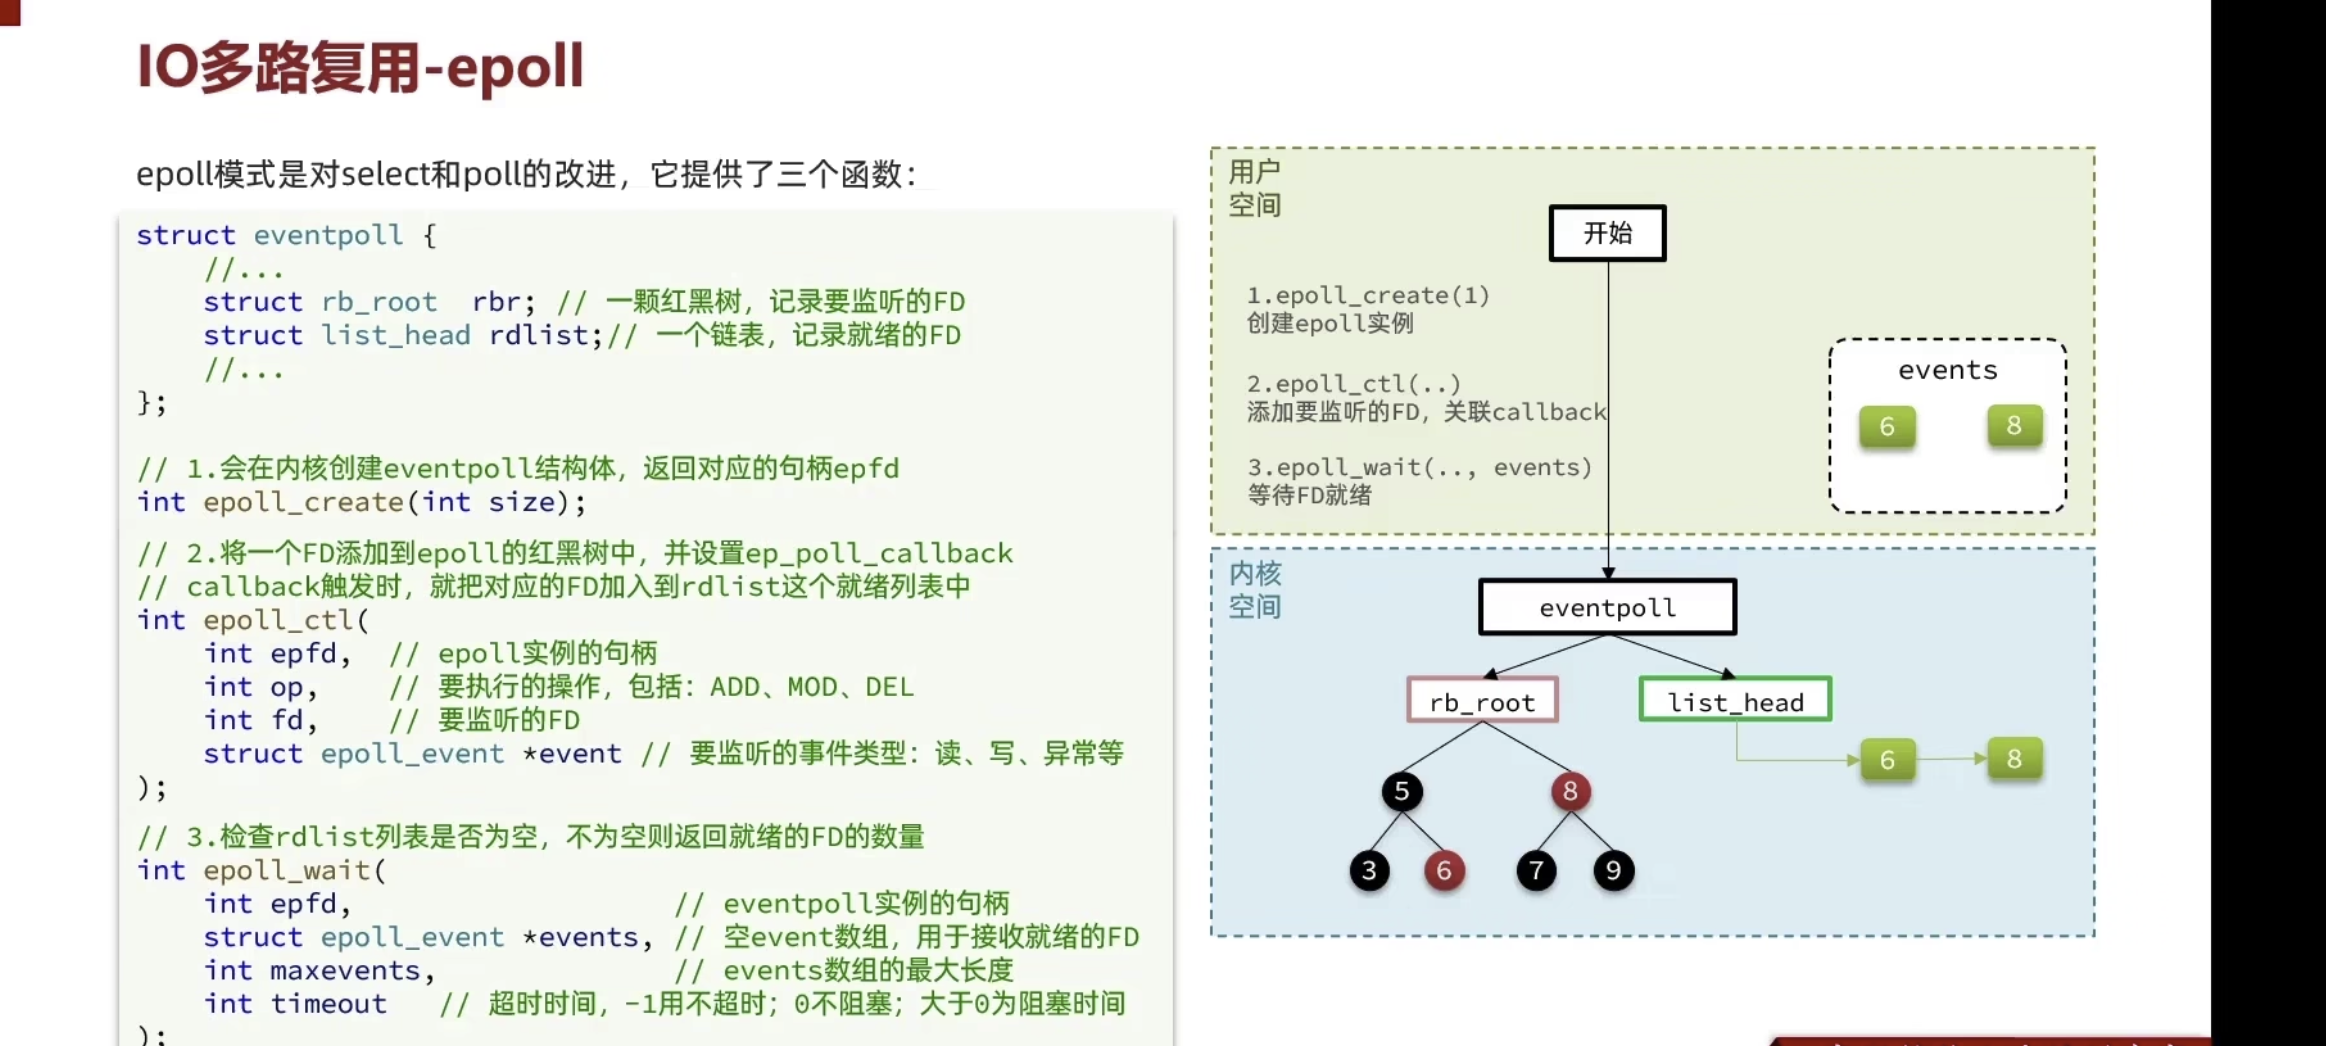 IO多路复用-epoll
epoll模式是对select和poll的改进，它提供了三个函数：
struct eventpoll {
//...
struct rb_root rbr; // 一颗红黑树，记录要监听的FD
struct list_head rdlist;// 一个链表，记录就绪的FD
//...
};
// 1.会在内核创建eventpoll结构体，返回对应的句柄epfd
int epoll_create(int size);
// 2.将一个FD添加到epoll的红黑树中，并设置ep_poll_callback
// callback触发时，就把对应的FD加入到rdlist这个就绪列表中
int epoll_ctl(
int epfd, // epoll实例的句柄
int op, // 要执行的操作，包括：ADD、MOD、DEL
int fd, // 要监听的FD
struct epoll_event *event // 要监听的事件类型：读、写、异常等
);
// 3.检查rdlist列表是否为空，不为空则返回就绪的FD的数量
int epoll_wait(
int epfd, // eventpoll实例的句柄
struct epoll_event *events, // 空event数组，用于接收就绪的FD
int maxevents, // events数组的最大长度
int timeout // 超时时间，-1用不超时；0不阻塞；大于0为阻塞时间
);
用户
空间
开始
1.epoll_create(1)
创建epoll实例
2.epoll_ctl(..)
添加要监听的FD，关联callback
3.epoll_wait(.., events)
等待FD就绪
events
6 8
内核
空间
eventpoll
rb_root
list_head
6 8
5 8
3 6 7 9